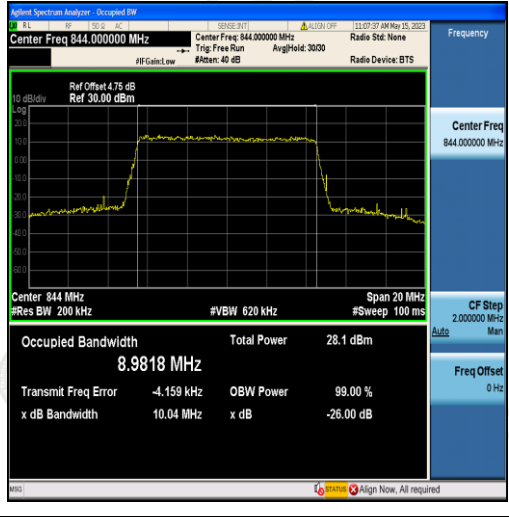 Agilent Spectrum Analyzer - Occupied BW
RL RF 50 Ω AC SENSE:INT ALIGN OFF 11:07:37 AM May 15, 2023
Center Freq 844.000000 MHz Center Freq: 844.000000 MHz Radio Std: None Frequency
Trig: Free Run Avg|Hold: 30/30
#IFGain:Low #Atten: 40 dB Radio Device: BTS
Ref Offset 4.75 dB
10 dB/div Ref 30.00 dBm
Log
20.0
10.0
0.00
-10.0
-20.0
-30.0
-40.0
-50.0
-60.0
Center Freq
844.000000 MHz
Center 844 MHz Span 20 MHz
#Res BW 200 kHz #VBW 620 kHz #Sweep 100 ms
CF Step
2.000000 MHz
Auto Man
Occupied Bandwidth Total Power 28.1 dBm
8.9818 MHz
Transmit Freq Error -4.159 kHz OBW Power 99.00 %
x dB Bandwidth 10.04 MHz x dB -26.00 dB
Freq Offset
0 Hz
MSG STATUS Align Now, All required